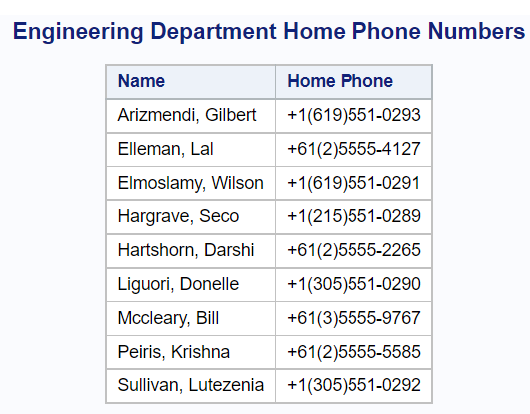 Engineering Department Home Phone Numbers
Name Home Phone
Arizmendi, Gilbert +1(619)551-0293
Elleman, Lal +61(2)5555-4127
Elmoslamy, Wilson +1(619)551-0291
Hargrave, Seco +1(215)551-0289
Hartshorn, Darshi +61(2)5555-2265
Liguori, Donelle +1(305)551-0290
Mccleary, Bill +61(3)5555-9767
Peiris, Krishna +61(2)5555-5585
Sullivan, Lutezenia +1(305)551-0292